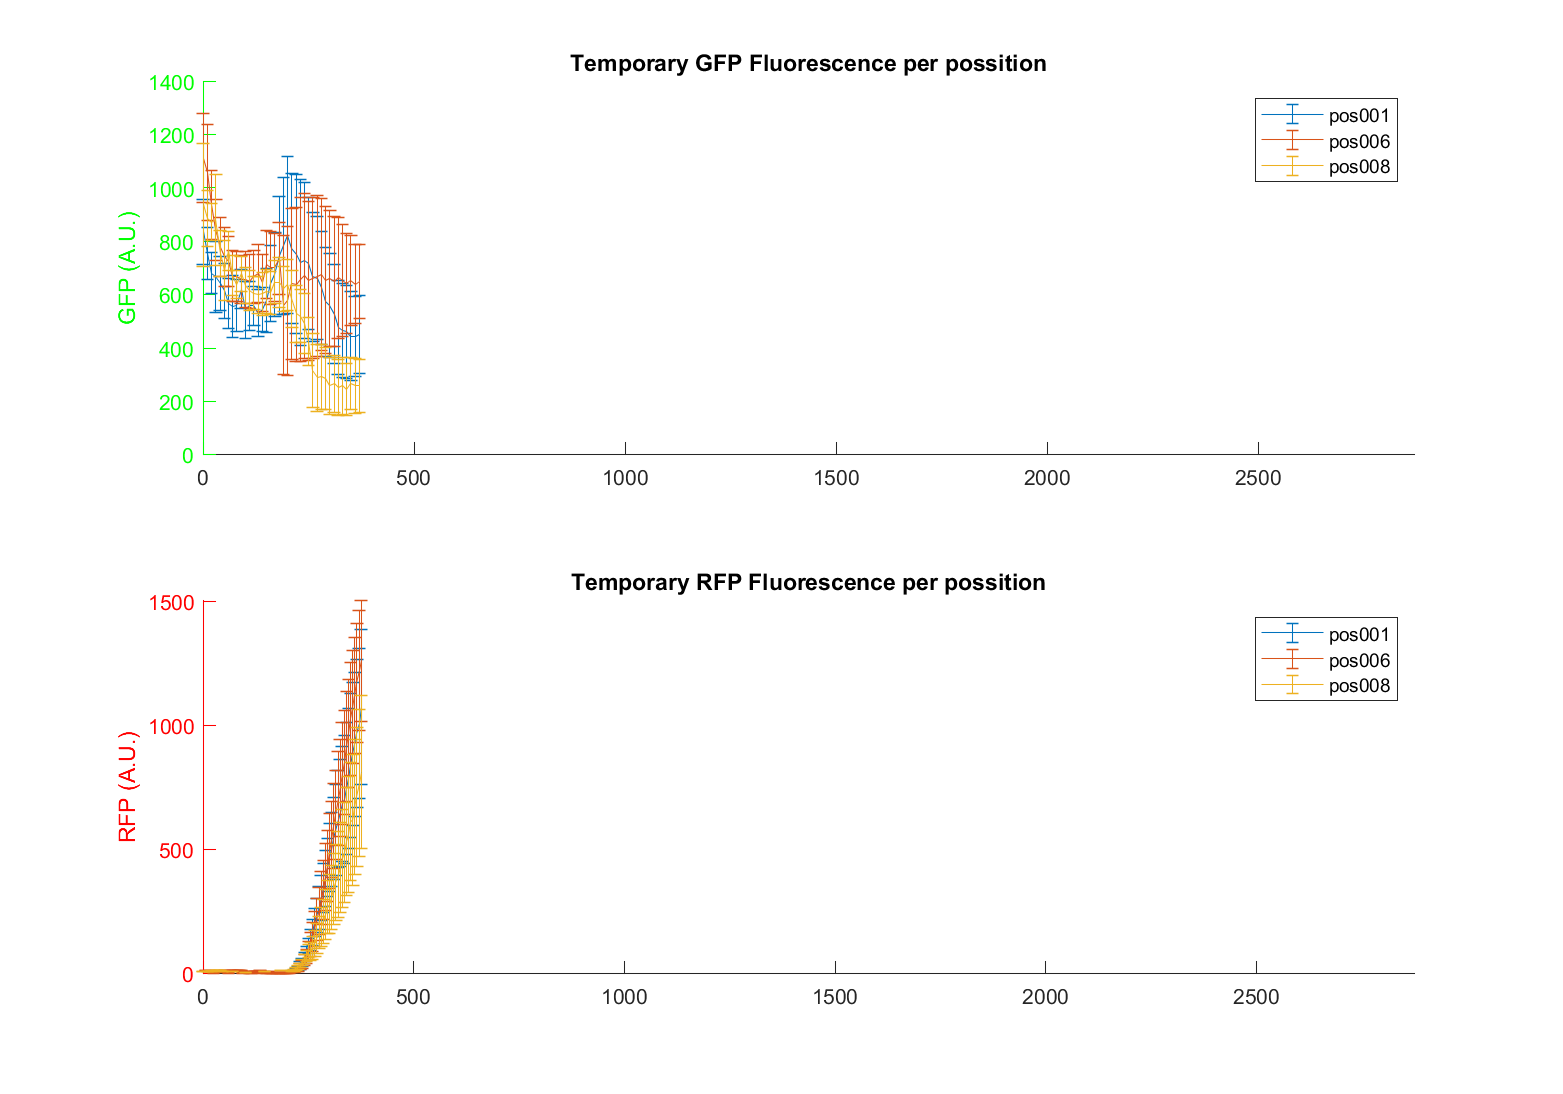 Temporary GFP Fluorescence per possition
1400
1200
1000
800
600
400
200
0
GFP (A.U.)
pos001
pos006
pos008
0 500 1000 1500 2000 2500
Temporary RFP Fluorescence per possition
1500
1000
500
0
RFP (A.U.)
pos001
pos006
pos008
0 500 1000 1500 2000 2500